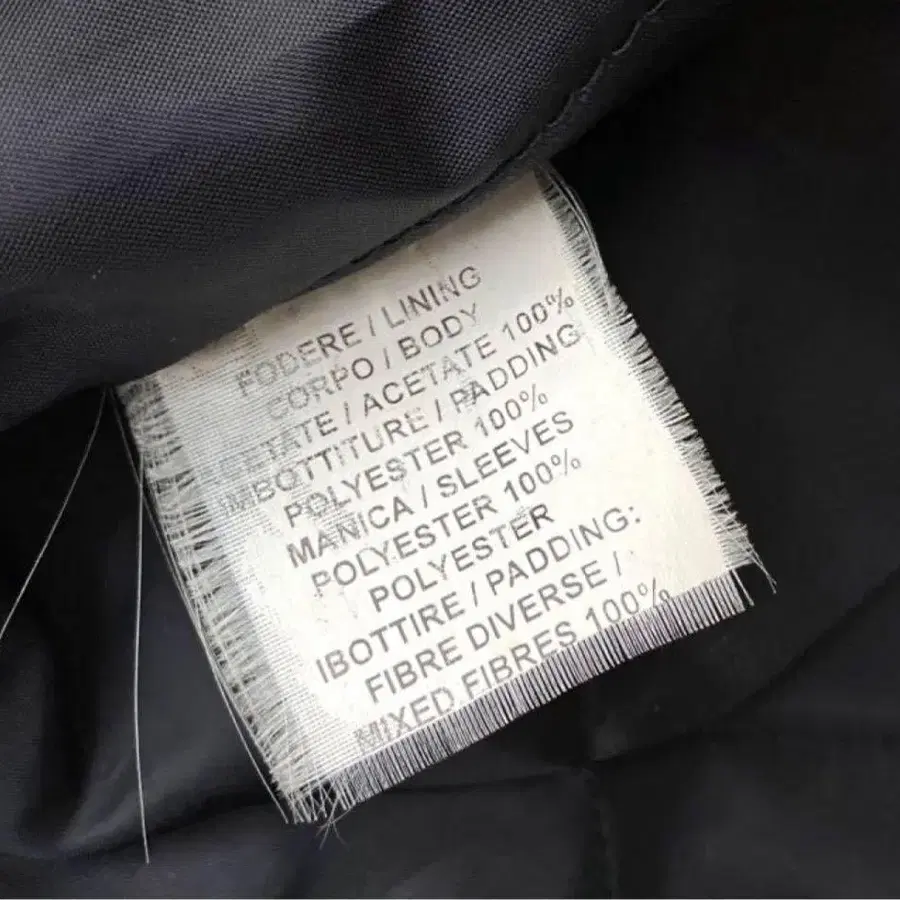 FODERE / LINING
CORPO / BODY
ACETATE / ACETATE 100%
IMBOTTITURE / PADDING
POLYESTER 100%
MANICA / SLEEVES
POLYESTER 100%
POLYESTER
IBOTTIRE / PADDING:
FIBRE DIVERSE /
MIXED FIBRES 100%